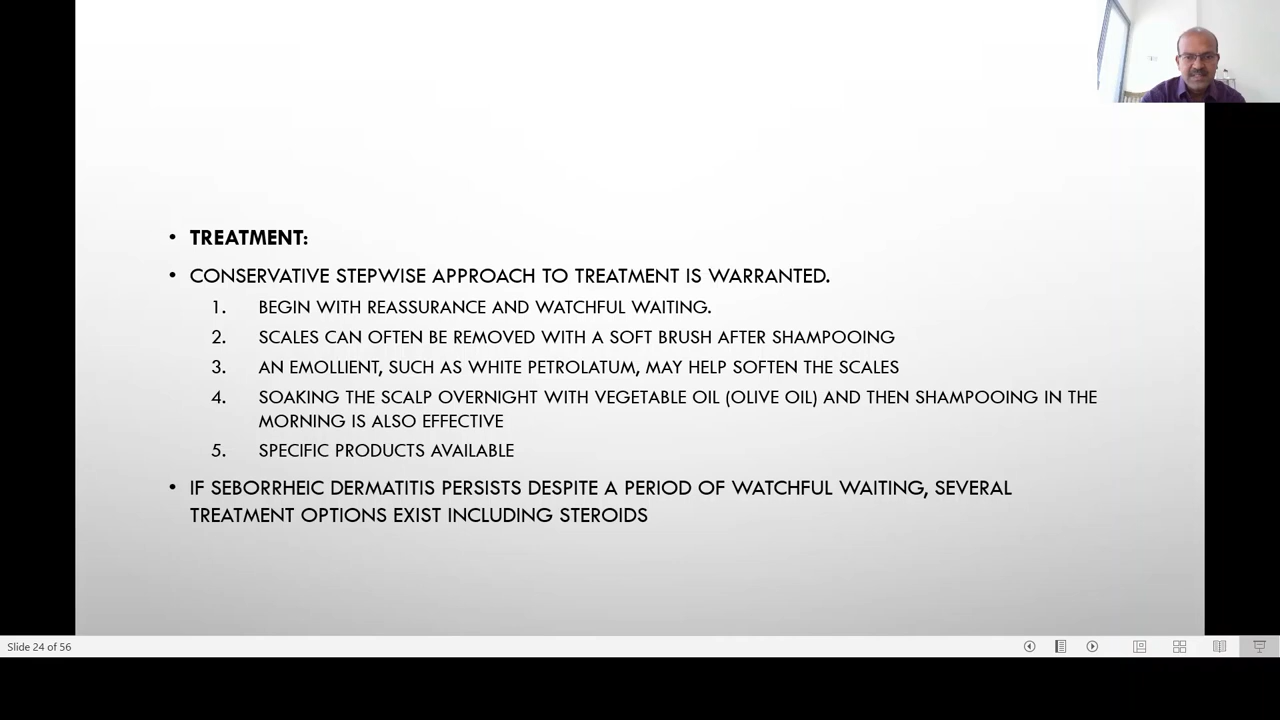 • TREATMENT:
• CONSERVATIVE STEPWISE APPROACH TO TREATMENT IS WARRANTED.
1. BEGIN WITH REASSURANCE AND WATCHFUL WAITING.
2. SCALES CAN OFTEN BE REMOVED WITH A SOFT BRUSH AFTER SHAMPOOING
3. AN EMOLLIENT, SUCH AS WHITE PETROLATUM, MAY HELP SOFTEN THE SCALES
4. SOAKING THE SCALP OVERNIGHT WITH VEGETABLE OIL (OLIVE OIL) AND THEN SHAMPOOING IN THE
MORNING IS ALSO EFFECTIVE
5. SPECIFIC PRODUCTS AVAILABLE
• IF SEBORRHEIC DERMATITIS PERSISTS DESPITE A PERIOD OF WATCHFUL WAITING, SEVERAL
TREATMENT OPTIONS EXIST INCLUDING STEROIDS
Slide 24 of 56